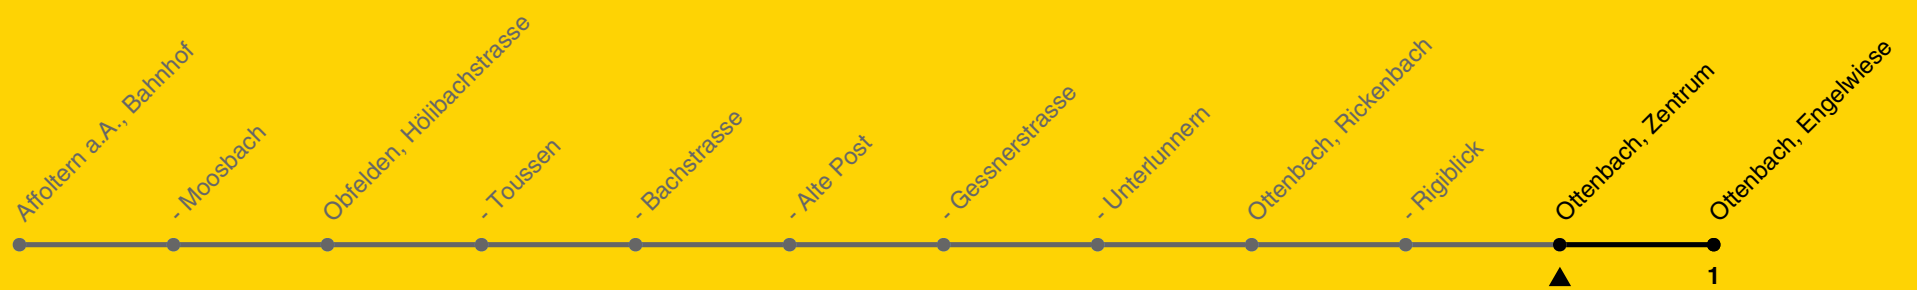 Affoltern a.A., Bahnhof
- Moosbach
Obfelden, Hölibachstrasse
- Toussen
- Bachstrasse
- Alte Post
- Gessnerstrasse
- Unterlunnern
Ottenbach, Rickenbach
- Rigiblick
Ottenbach, Zentrum
Ottenbach, Engelwiese
1